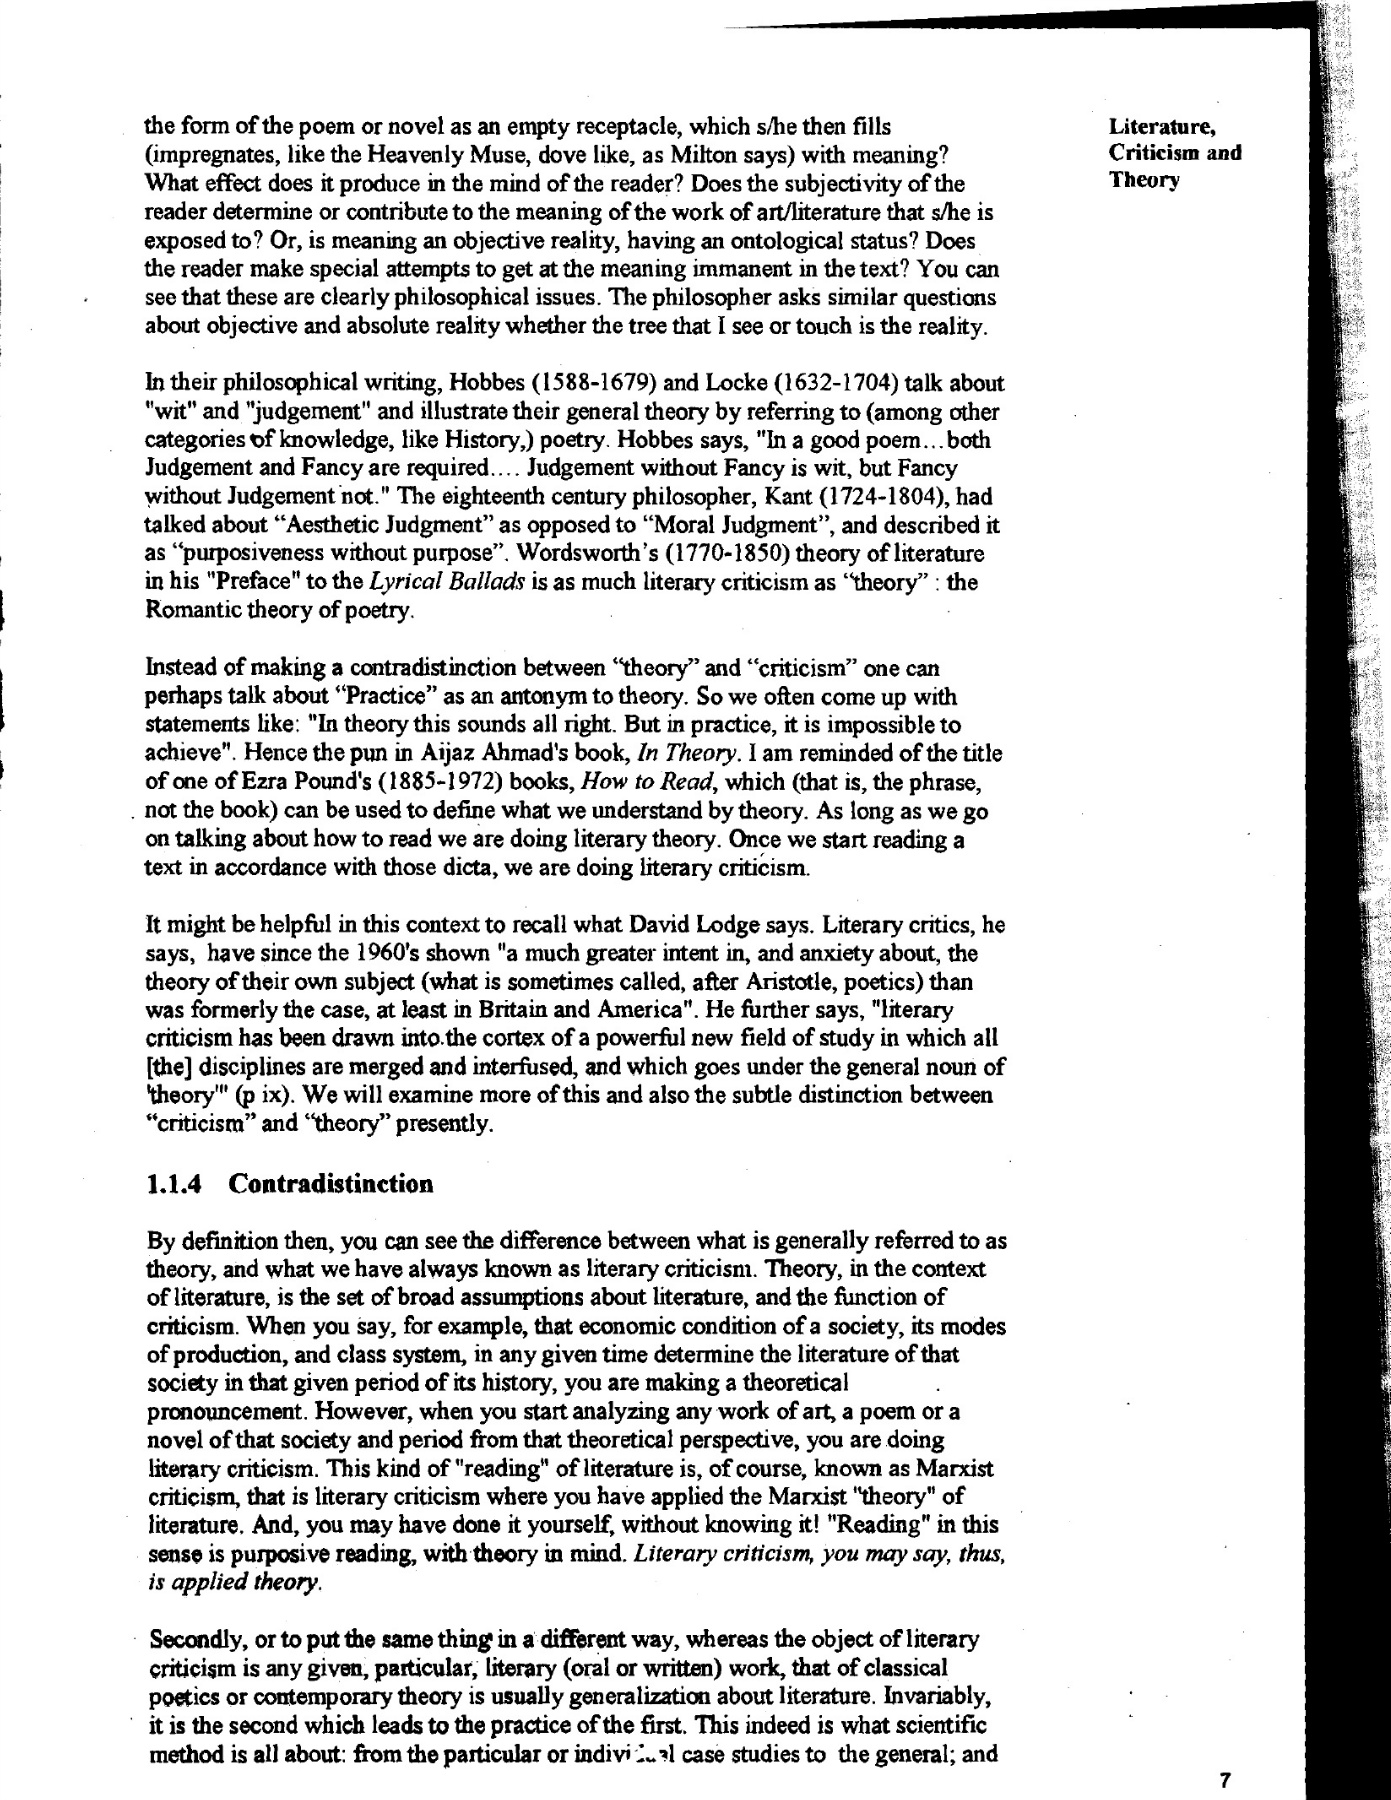 the form of the poem or novel as an empty receptacle, which s/he then fills
(impregnates, like the Heavenly Muse, dove like, as Milton says) with meaning?
What effect does it produce in the mind of the reader? Does the subjectivity of the
reader determine or contribute to the meaning of the work of art/literature that s/he is
exposed to? Or, is meaning an objective reality, having an ontological status? Does
the reader make special attempts to get at the meaning immanent in the text? You can
see that these are clearly philosophical issues. The philosopher asks similar questions
about objective and absolute reality whether the tree that I see or touch is the reality.
Literature,
Criticism and
Theory
In their philosophical writing, Hobbes (1588-1679) and Locke (1632-1704) talk about
"wit" and "judgement" and illustrate their general theory by referring to (among other
categories of knowledge, like History,) poetry. Hobbes says, "In a good poem...both
Judgement and Fancy are required.... Judgement without Fancy is wit, but Fancy
without Judgement not." The eighteenth century philosopher, Kant (1724-1804), had
talked about “Aesthetic Judgment” as opposed to “Moral Judgment”, and described it
as “purposiveness without purpose”. Wordsworth's (1770-1850) theory of literature
in his "Preface" to the Lyrical Ballads is as much literary criticism as “theory” : the
Romantic theory of poetry.
Instead of making a contradistinction between “theory” and “criticism” one can
perhaps talk about “Practice” as an antonym to theory. So we often come up with
statements like: "In theory this sounds all right. But in practice, it is impossible to
achieve". Hence the pun in Aijaz Ahmad's book, In Theory. I am reminded of the title
of one of Ezra Pound's (1885-1972) books, How to Read, which (that is, the phrase,
not the book) can be used to define what we understand by theory. As long as we go
on talking about how to read we are doing literary theory. Once we start reading a
text in accordance with those dicta, we are doing literary criticism.
It might be helpful in this context to recall what David Lodge says. Literary critics, he
says, have since the 1960's shown "a much greater intent in, and anxiety about, the
theory of their own subject (what is sometimes called, after Aristotle, poetics) than
was formerly the case, at least in Britain and America". He further says, "literary
criticism has been drawn into the cortex of a powerful new field of study in which all
[the] disciplines are merged and interfused, and which goes under the general noun of
'theory'" (p ix). We will examine more of this and also the subtle distinction between
“criticism” and “theory” presently.
1.1.4 Contradistinction
By definition then, you can see the difference between what is generally referred to as
theory, and what we have always known as literary criticism. Theory, in the context
of literature, is the set of broad assumptions about literature, and the function of
criticism. When you say, for example, that economic condition of a society, its modes
of production, and class system, in any given time determine the literature of that
society in that given period of its history, you are making a theoretical
pronouncement. However, when you start analyzing any work of art, a poem or a
novel of that society and period from that theoretical perspective, you are doing
literary criticism. This kind of "reading" of literature is, of course, known as Marxist
criticism, that is literary criticism where you have applied the Marxist "theory" of
literature. And, you may have done it yourself, without knowing it! "Reading" in this
sense is purposive reading, with theory in mind. Literary criticism, you may say, thus,
is applied theory.
Secondly, or to put the same thing in a different way, whereas the object of literary
criticism is any given, particular, literary (oral or written) work, that of classical
poetics or contemporary theory is usually generalization about literature. Invariably,
it is the second which leads to the practice of the first. This indeed is what scientific
method is all about: from the particular or case studies to the general; and
7